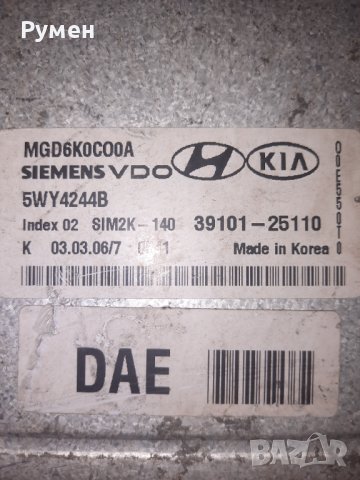 Румен
MGD6K0C00A
SIEMENS VDO
KIA
5WY4244B
Index 02 SIM2K-140 39101-25110
K 03.03.06/7 Made in Korea
DAE
BAZAR